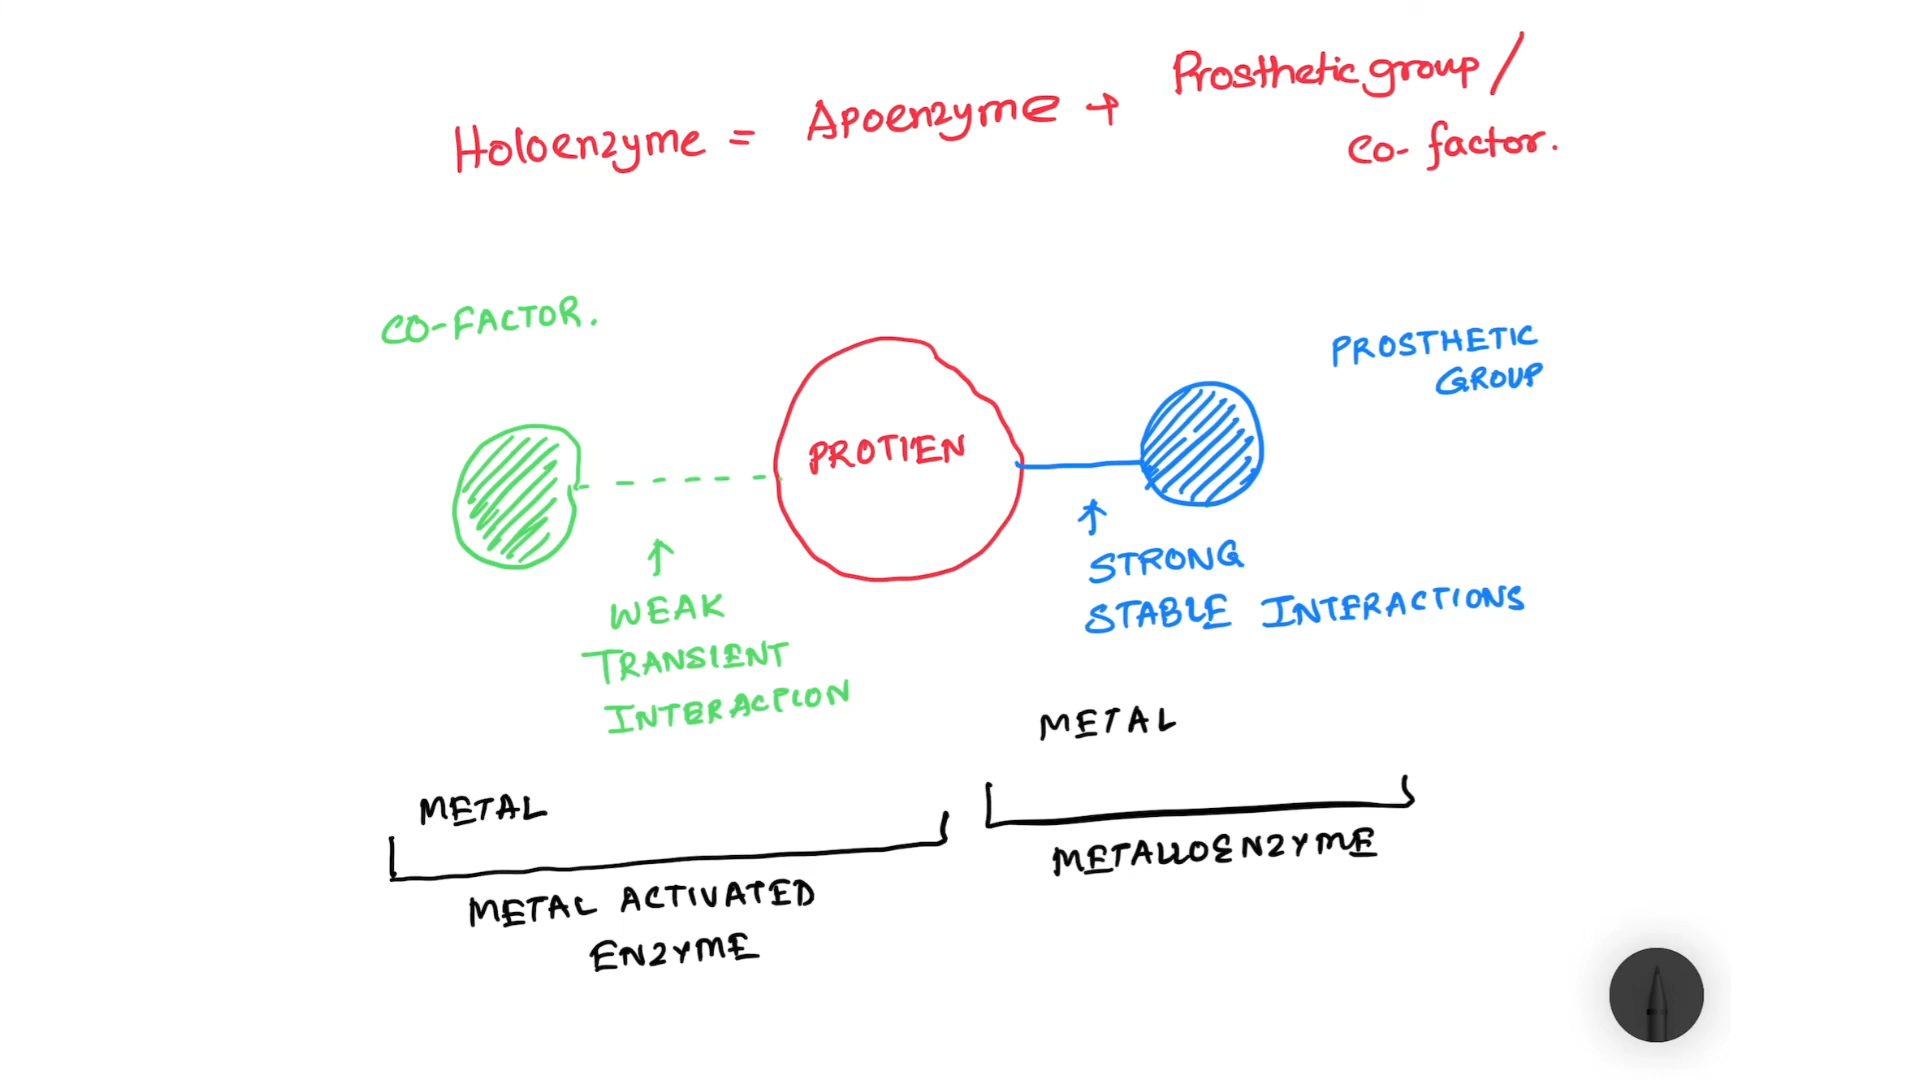 Holoenzyme = Apoenzyme + Prosthetic group /
co-factor.
CO-FACTOR.
PROSTHETIC
GROUP
PROTIEN
WEAK
TRANSIENT
INTERACTION
STRONG
STABLE INTERACTIONS
METAL
METAL ACTIVATED
ENZYME
METAL
METALLOENZYME